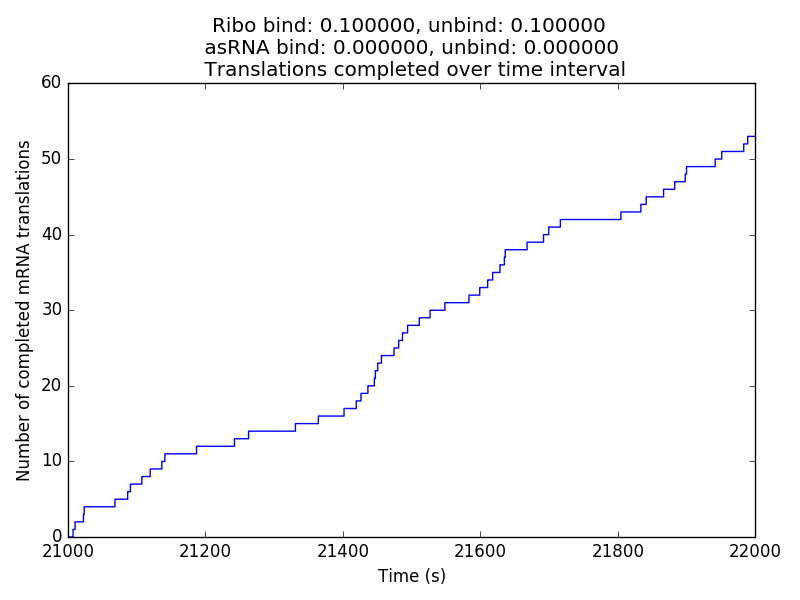 Ribo bind: 0.100000, unbind: 0.100000
asRNA bind: 0.000000, unbind: 0.000000
Translations completed over time interval
60
50
40
30
20
10
0
Number of completed mRNA translations
21000 21200 21400 21600 21800 22000
Time (s)